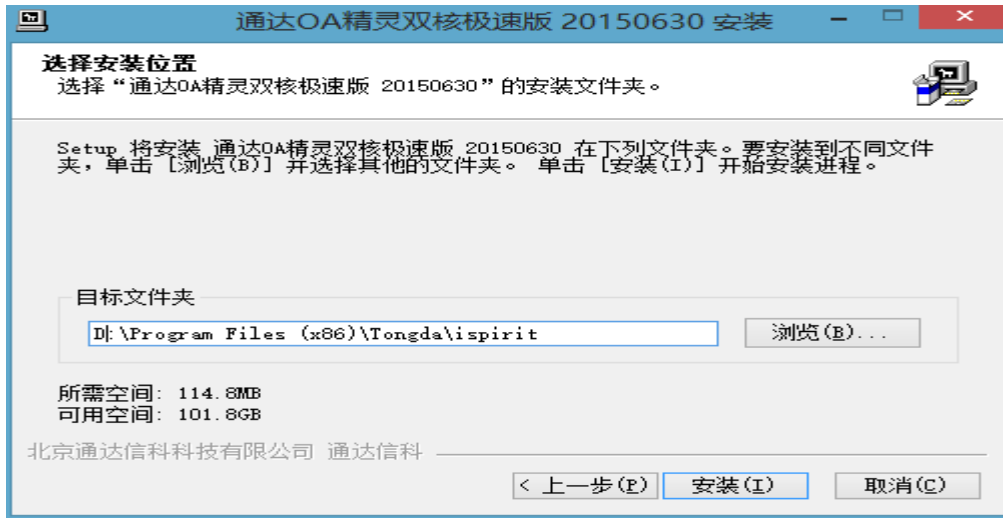 通达OA精灵双核极速版 20150630 安装
选择安装位置
选择“通达OA精灵双核极速版 20150630”的安装文件夹。
Setup 将安装 通达OA精灵双核极速版 20150630 在下列文件夹。要安装到不同文件
夹，单击 [浏览(B)] 并选择其他的文件夹。 单击 [安装(I)] 开始安装进程。
目标文件夹
D:\Program Files (x86)\Tongda\ispirit
浏览(B)...
所需空间: 114.8MB
可用空间: 101.8GB
北京通达信科科技有限公司 通达信科
< 上一步(P) 安装(I) 取消(C)